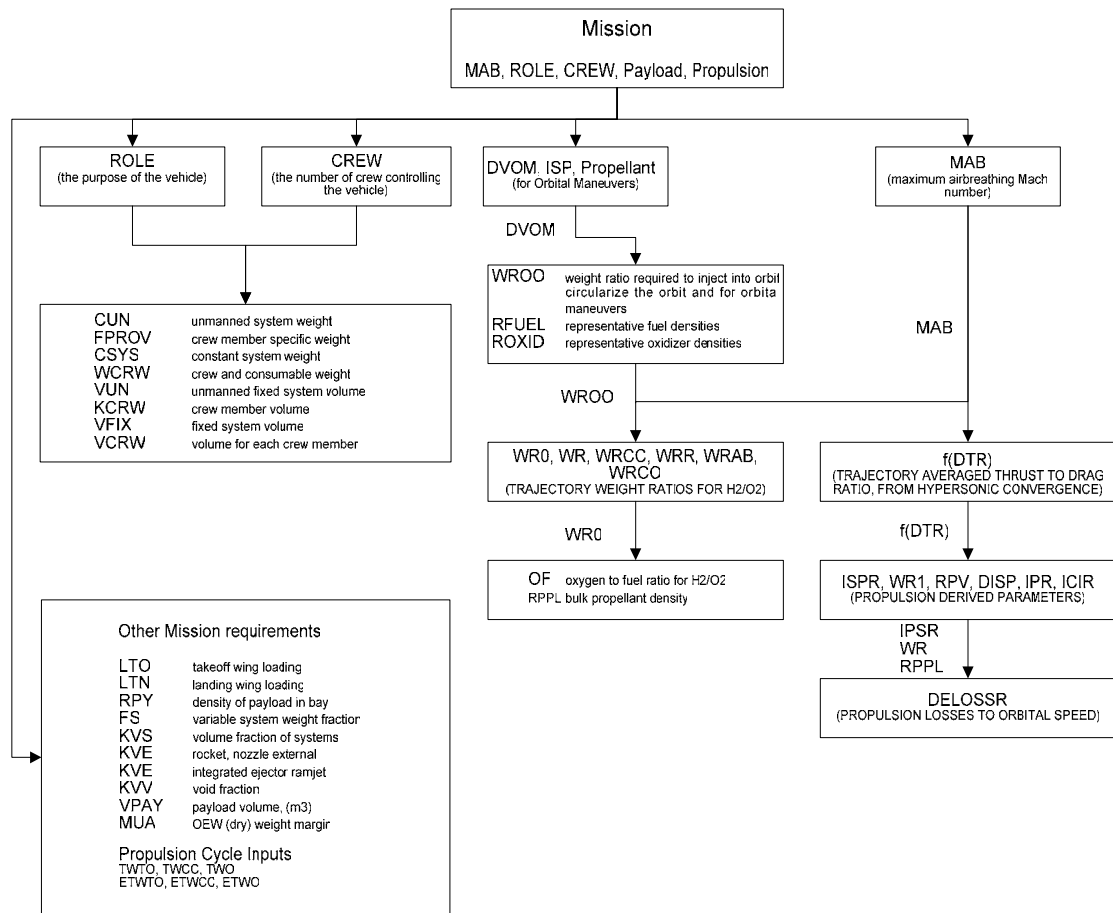 Mission
MAB, ROLE, CREW, Payload, Propulsion
ROLE
(the purpose of the vehicle)
CREW
(the number of crew controlling
the vehicle)
DVOM, ISP, Propellant
(for Orbital Maneuvers)
MAB
(maximum airbreathing Mach
number)
DVOM
WROO weight ratio required to inject into orbit
circularize the orbit and for orbita
maneuvers
RFUEL representative fuel densities
ROXID representative oxidizer densities
MAB
CUN unmanned system weight
FPROV crew member specific weight
CSYS constant system weight
WCRW crew and consumable weight
VUN unmanned fixed system volume
KCRW crew member volume
VFIX fixed system volume
VCRW volume for each crew member
WROO
WR0, WR, WRCC, WRR, WRAB,
WRCO
(TRAJECTORY WEIGHT RATIOS FOR H2/O2)
f(DTR)
(TRAJECTORY AVERAGED THRUST TO DRAG
RATIO, FROM HYPERSONIC CONVERGENCE)
WR0
f(DTR)
OF oxygen to fuel ratio for H2/O2
RPPL bulk propellant density
ISPR, WR1, RPV, DISP, IPR, ICIR
(PROPULSION DERIVED PARAMETERS)
IPSR
WR
RPPL
DELOSSR
(PROPULSION LOSSES TO ORBITAL SPEED)
Other Mission requirements
LTO takeoff wing loading
LTN landing wing loading
RPY density of payload in bay
FS variable system weight fraction
KVS volume fraction of systems
KVE rocket, nozzle external
KVE integrated ejector ramjet
KVV void fraction
VPAY payload volume, (m3)
MUA OEW (dry) weight margin
Propulsion Cycle Inputs
TWTO, TWCC, TWO
ETWTO, ETWCC, ETWO